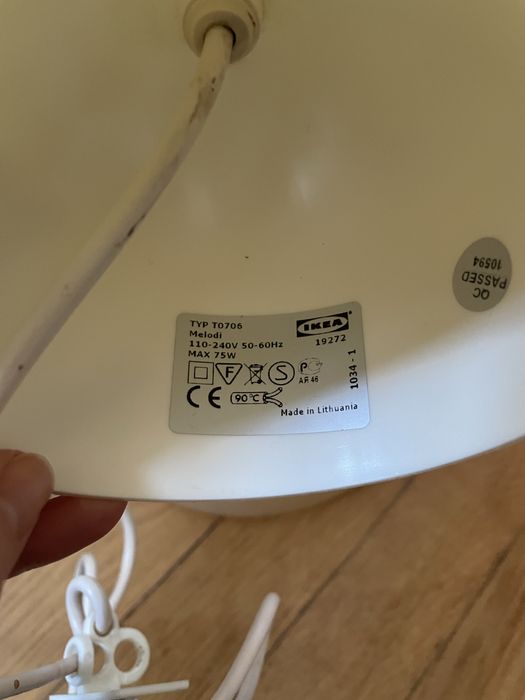 TYP T0706
Melodi
110-240V 50-60Hz
MAX 75W
IKEA
19272
F
S
P
АЯ 46
CE
90°C
Made in Lithuania
1034 - 1
QC
PASSED
10594